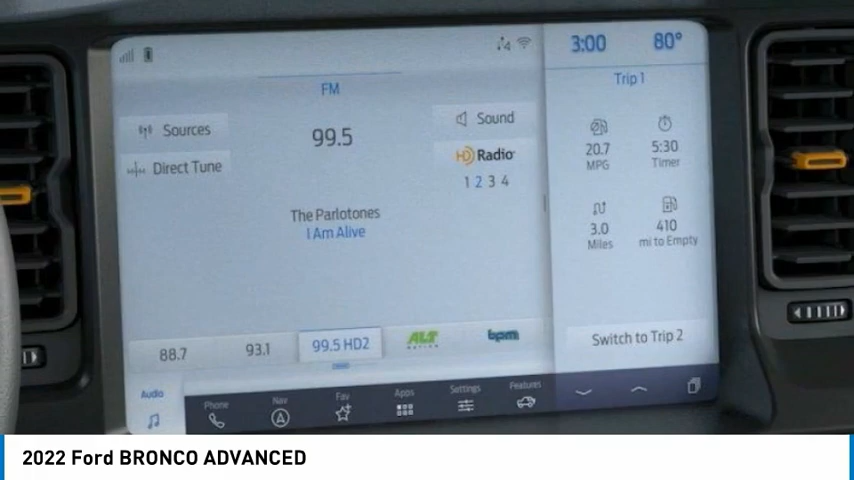 3:00 80°
FM
Trip 1
Sources
99.5
Sound
Direct Tune
HD Radio
1 2 3 4
20.7
MPG
5:30
Timer
The Parlotones
I Am Alive
3.0
Miles
410
mi to Empty
88.7
93.1
99.5 HD2
ALT
NATION
bpm
Switch to Trip 2
Audio
Phone
Nav
Fav
Apps
Settings
Features
2022 Ford BRONCO ADVANCED